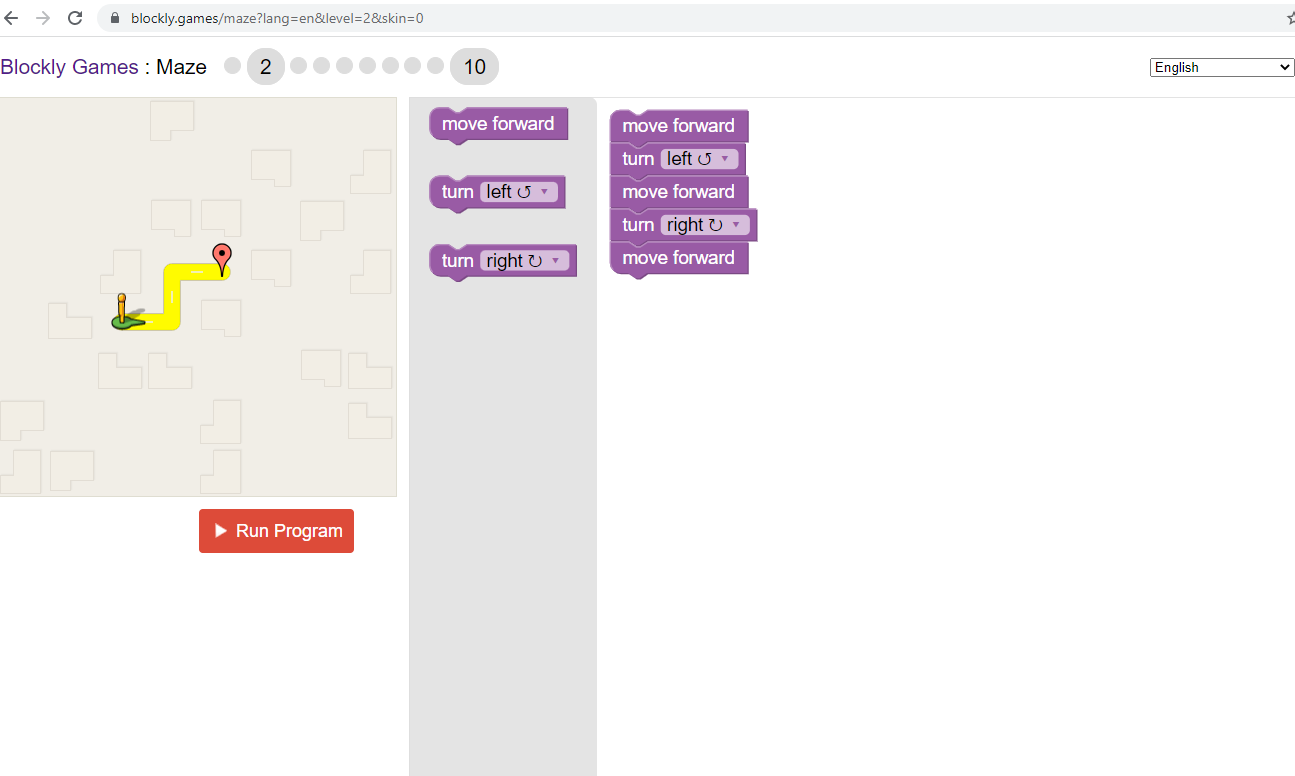 blockly.games/maze?lang=en&level=2&skin=0
Blockly Games : Maze 2 10 English
move forward
turn left ↺ ▾
turn right ↻ ▾
move forward
turn left ↺ ▾
move forward
turn right ↻ ▾
move forward
Run Program